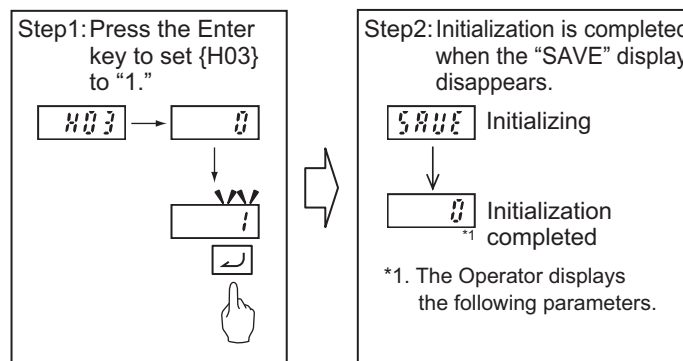 Step1: Press the Enter
key to set {H03}
to “1.”
H03
0
1
Step2: Initialization is completed
when the “SAVE” display
disappears.
SAVE Initializing
0 Initialization
*1 completed
*1. The Operator displays
the following parameters.